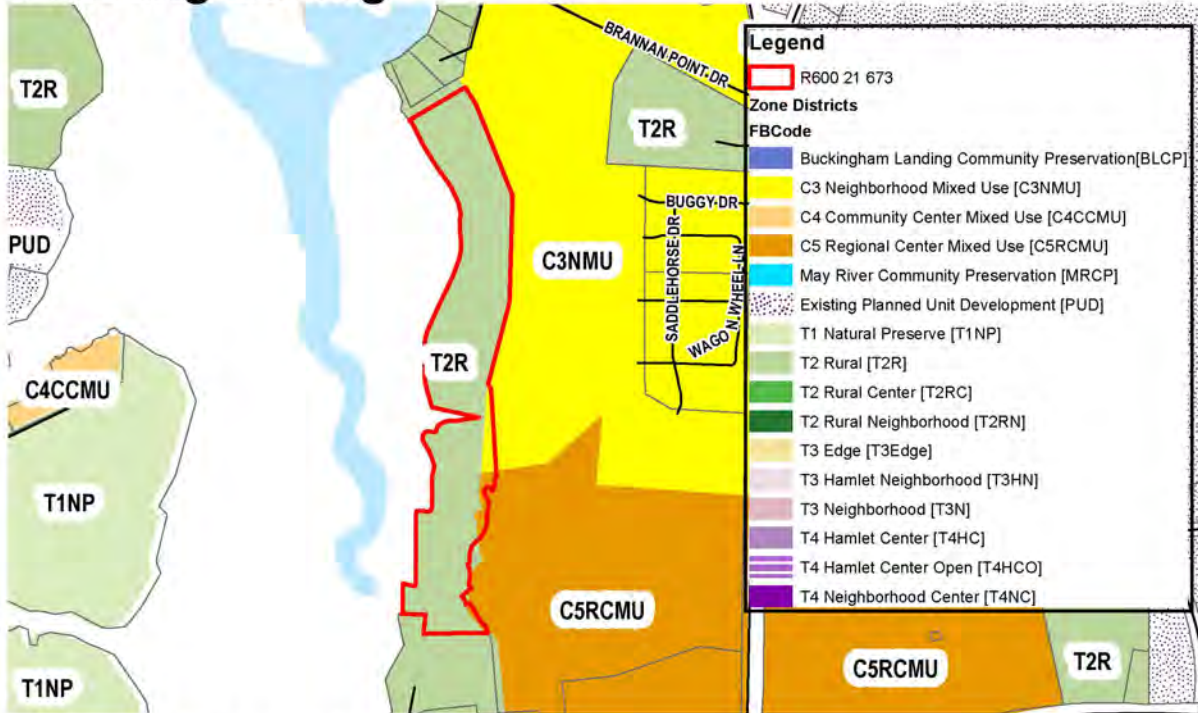 BRANNAN POINT DR
T2R
T2R
BUGGY DR
PUD
C3NMU
SADDLEHORSE DR
WAGON WHEEL LN
T2R
C4CCMU
T1NP
C5RCMU
C5RCMU
T2R
T1NP
Legend
R600 21 673
Zone Districts
FBCode
Buckingham Landing Community Preservation[BLCP]
C3 Neighborhood Mixed Use [C3NMU]
C4 Community Center Mixed Use [C4CCMU]
C5 Regional Center Mixed Use [C5RCMU]
May River Community Preservation [MRCP]
Existing Planned Unit Development [PUD]
T1 Natural Preserve [T1NP]
T2 Rural [T2R]
T2 Rural Center [T2RC]
T2 Rural Neighborhood [T2RN]
T3 Edge [T3Edge]
T3 Hamlet Neighborhood [T3HN]
T3 Neighborhood [T3N]
T4 Hamlet Center [T4HC]
T4 Hamlet Center Open [T4HCO]
T4 Neighborhood Center [T4NC]